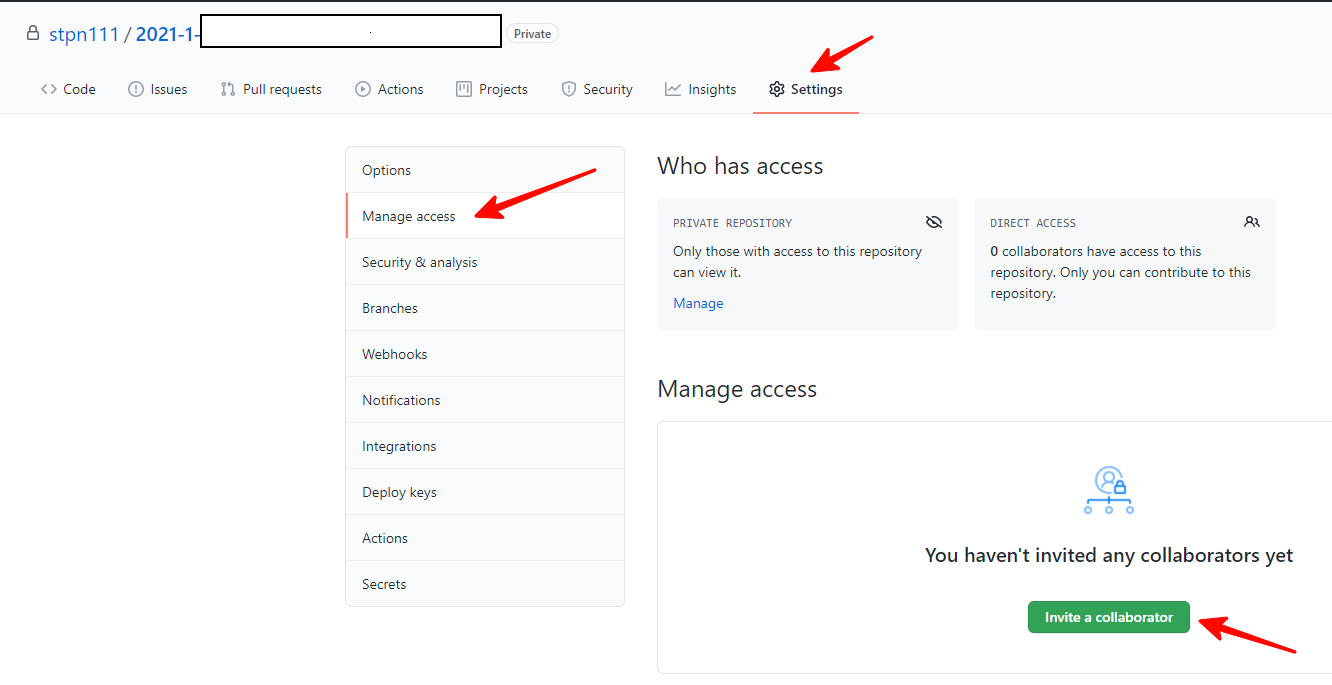 stpn111 / 2021-1- Private
Code Issues Pull requests Actions Projects Security Insights Settings
Options
Manage access
Security & analysis
Branches
Webhooks
Notifications
Integrations
Deploy keys
Actions
Secrets
Who has access
PRIVATE REPOSITORY
Only those with access to this repository
can view it.
Manage
DIRECT ACCESS
0 collaborators have access to this
repository. Only you can contribute to this
repository.
Manage access
You haven't invited any collaborators yet
Invite a collaborator